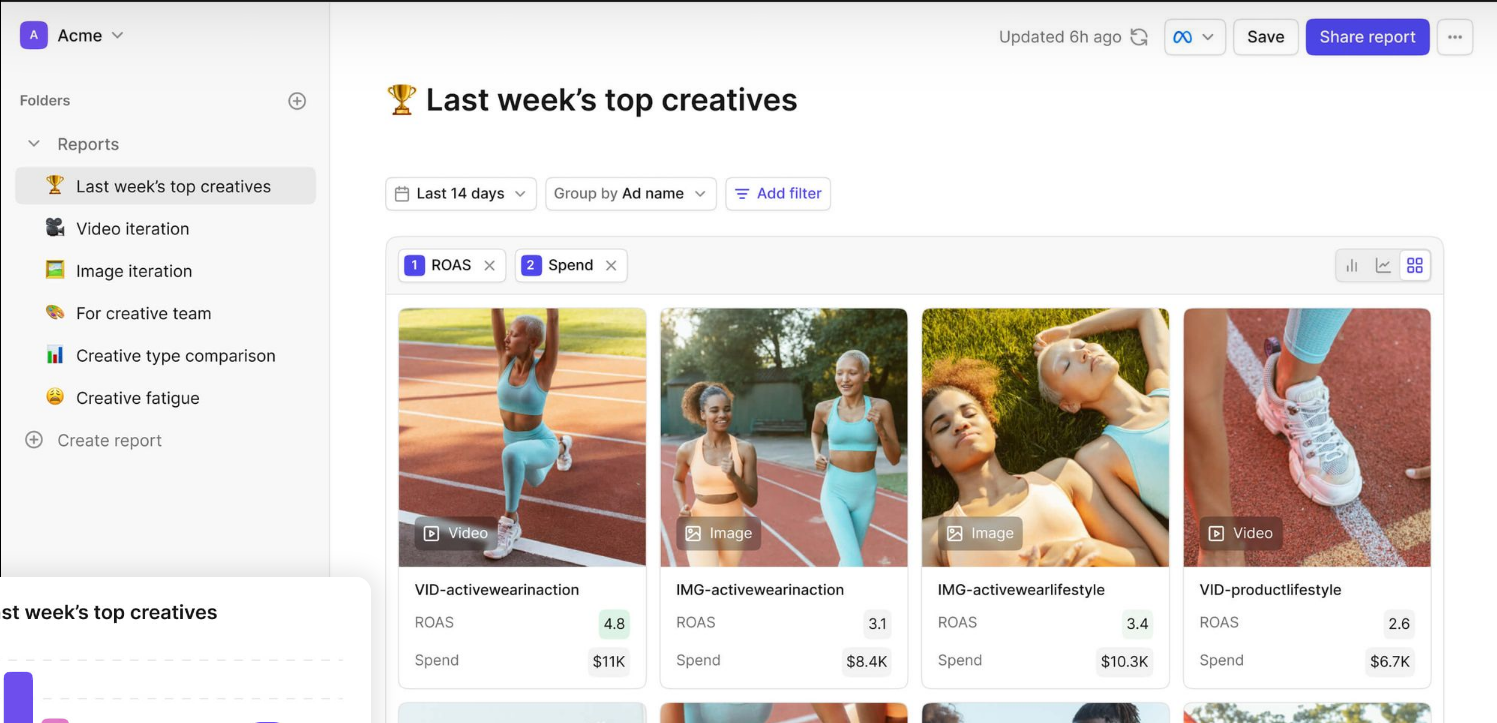 A Acme
Folders
Reports
Last week’s top creatives
Video iteration
Image iteration
For creative team
Creative type comparison
Creative fatigue
Create report
Updated 6h ago
Save
Share report
Last week’s top creatives
Last 14 days
Group by Ad name
Add filter
1 ROAS
2 Spend
Video
VID-activewearinaction
ROAS 4.8
Spend $11K
Image
IMG-activewearinaction
ROAS 3.1
Spend $8.4K
Image
IMG-activewearlifestyle
ROAS 3.4
Spend $10.3K
Video
VID-productlifestyle
ROAS 2.6
Spend $6.7K
st week’s top creatives